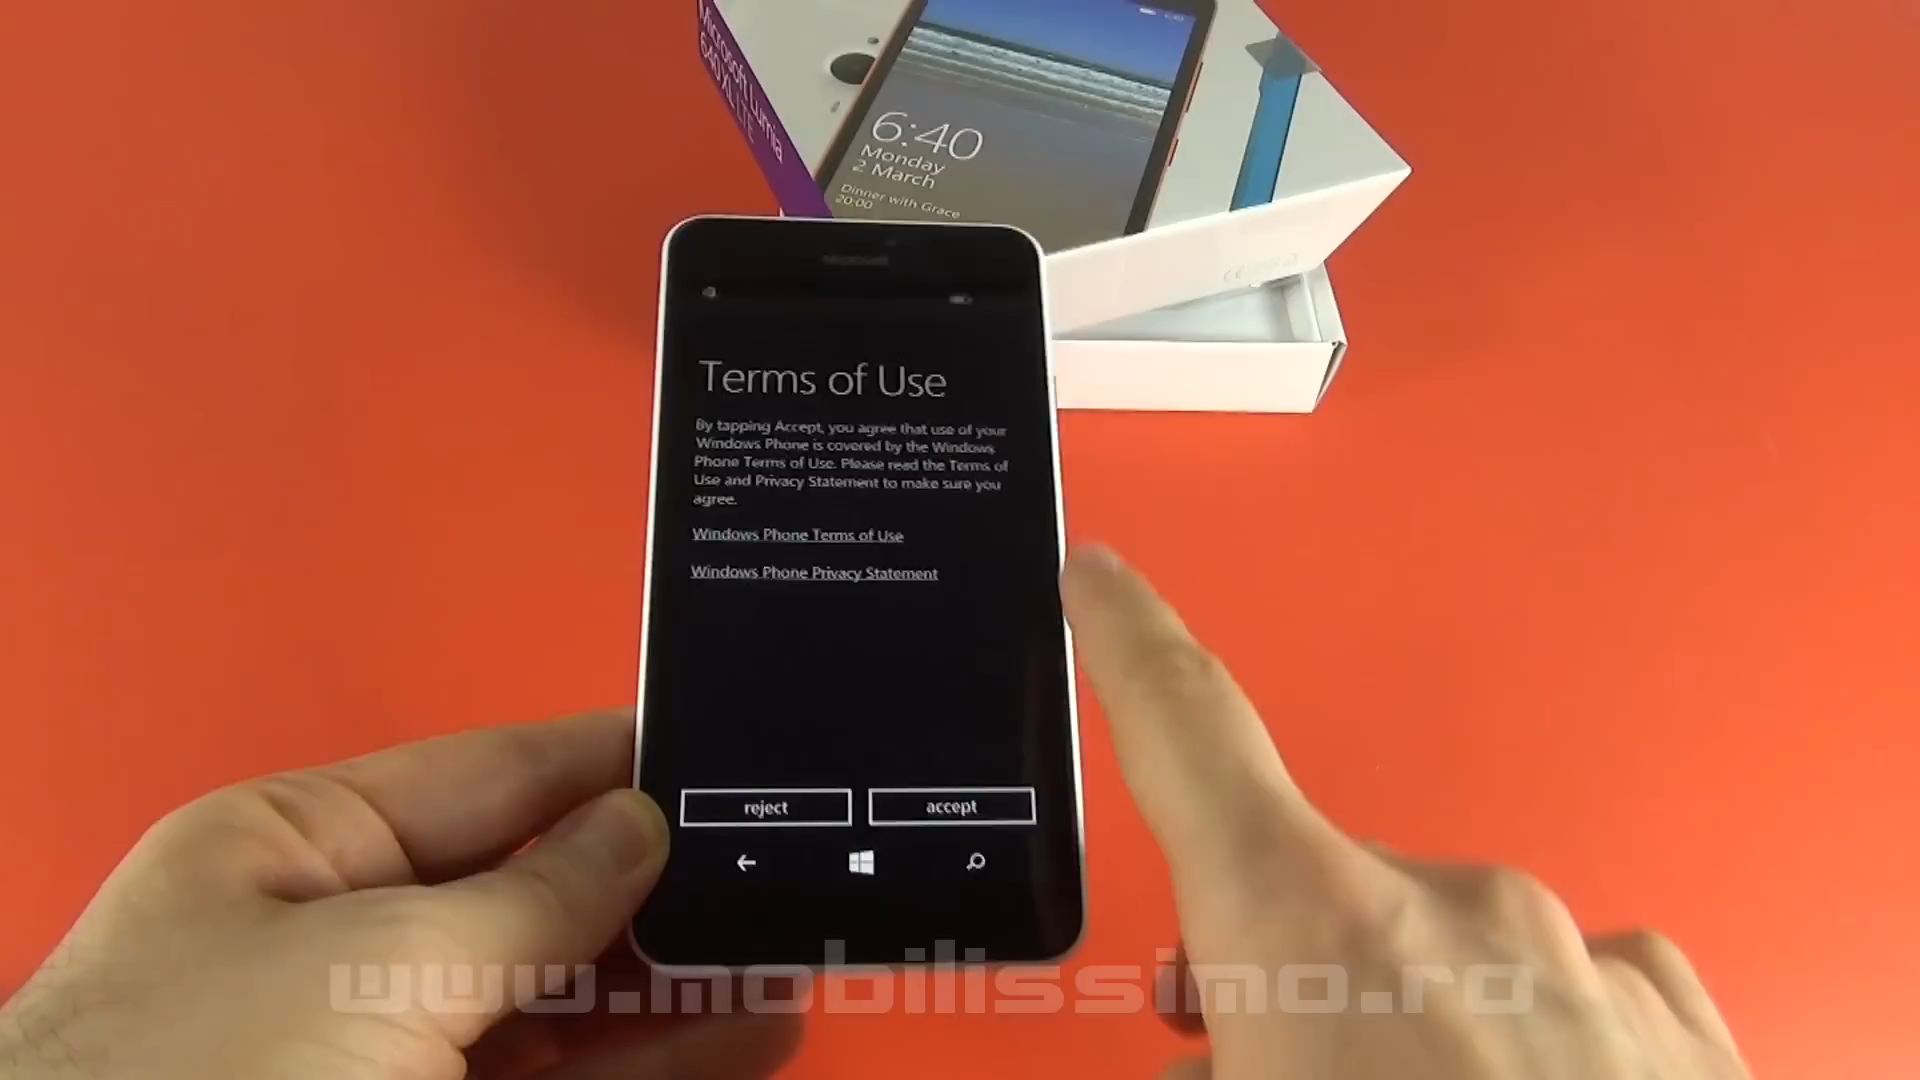 Microsoft Lumia
640 XL LTE
6:40
Monday
2 March
Dinner with Grace
20:00
Microsoft
Terms of Use
By tapping Accept, you agree that use of your
Windows Phone is covered by the Windows
Phone Terms of Use. Please read the Terms of
Use and Privacy Statement to make sure you
agree.
Windows Phone Terms of Use
Windows Phone Privacy Statement
reject
accept
www.mobilissimo.ro